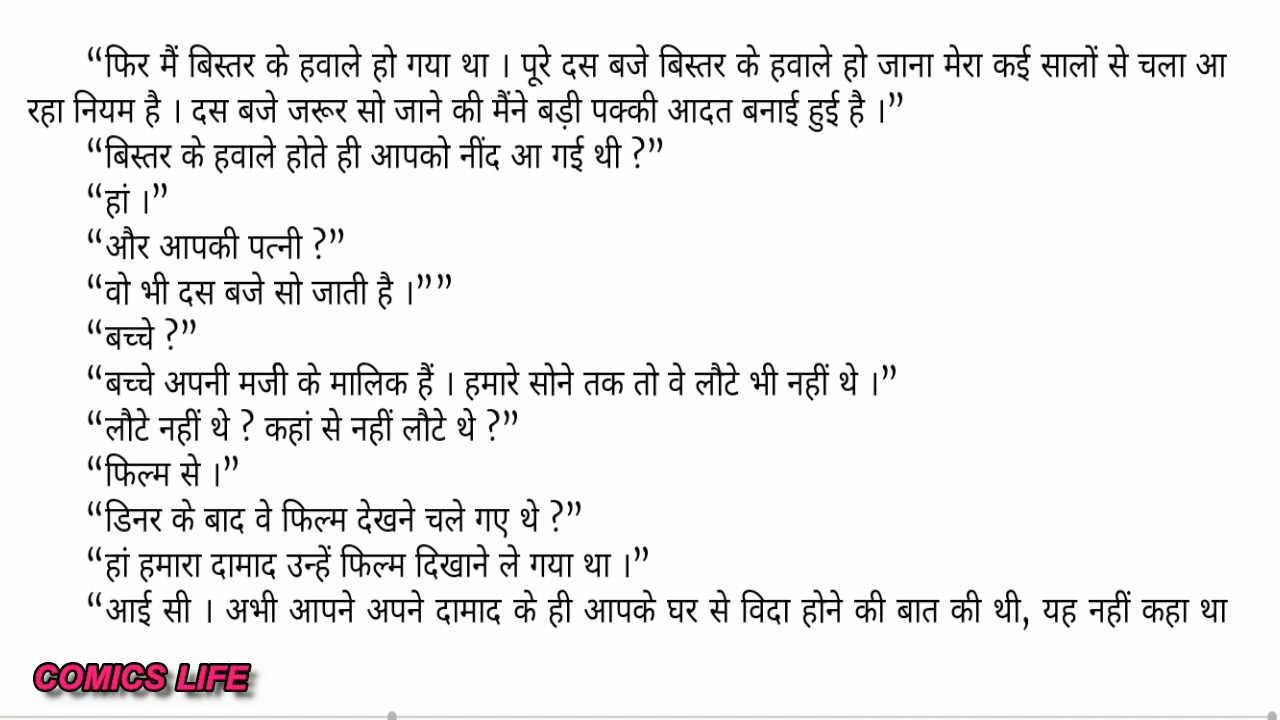 “फिर मैं बिस्तर के हवाले हो गया था । पूरे दस बजे बिस्तर के हवाले हो जाना मेरा कई सालों से चला आ
रहा नियम है । दस बजे जरूर सो जाने की मैंने बड़ी पक्की आदत बनाई हुई है ।”
“बिस्तर के हवाले होते ही आपको नींद आ गई थी ?”
“हां ।”
“और आपकी पत्नी ?”
“वो भी दस बजे सो जाती है ।””
“बच्चे ?”
“बच्चे अपनी मजी के मालिक हैं । हमारे सोने तक तो वे लौटे भी नहीं थे ।”
“लौटे नहीं थे ? कहां से नहीं लौटे थे ?”
“फिल्म से ।”
“डिनर के बाद वे फिल्म देखने चले गए थे ?”
“हां हमारा दामाद उन्हें फिल्म दिखाने ले गया था ।”
“आई सी । अभी आपने अपने दामाद के ही आपके घर से विदा होने की बात की थी, यह नहीं कहा था
COMICS LIFE